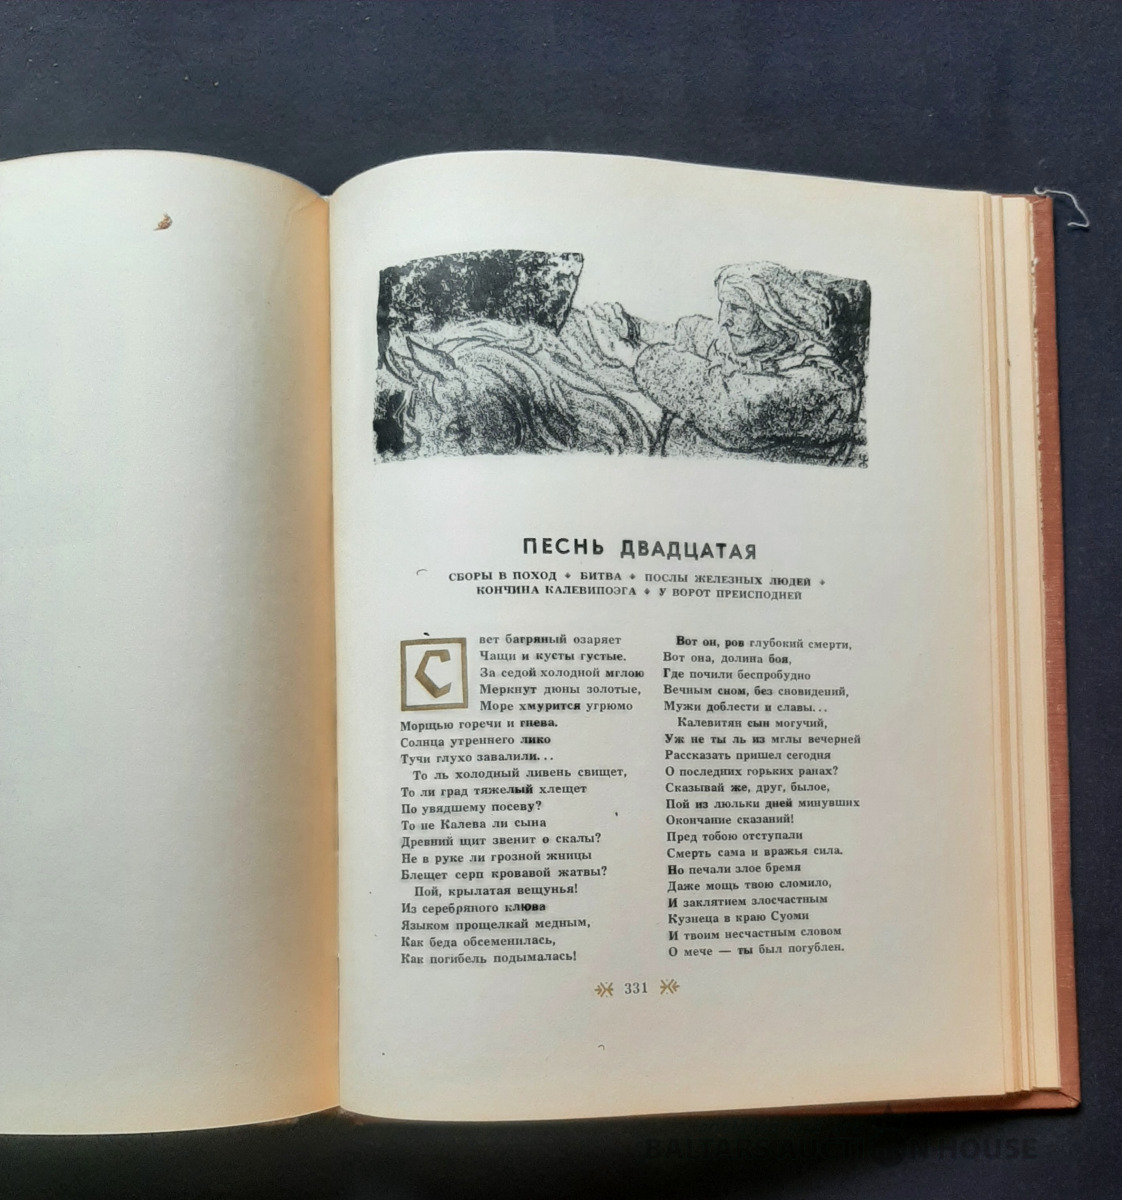 ПЕСНЬ ДВАДЦАТАЯ
СБОРЫ В ПОХОД ✦ БИТВА ✦ ПОСЛЫ ЖЕЛЕЗНЫХ ЛЮДЕЙ ✦
КОНЧИНА КАЛЕВИПОЭГА ✦ У ВОРОТ ПРЕИСПОДНЕЙ
Свет багряный озаряет
Чащи и кусты густые.
За седой холодной мглою
Меркнут дюны золотые,
Море хмурится угрюмо
Морщью горечи и гнева.
Солнца утреннего лико
Тучи глухо завалили...
То ль холодный ливень свищет,
То ли град тяжелый хлещет
По увядшему посеву?
То не Калева ли сына
Древний щит звенит о скалы?
Не в руке ли грозной жницы
Блещет серп кровавой жатвы?
Пой, крылатая вещунья!
Из серебряного клюва
Языком прощелкай медным,
Как беда обсеменилась,
Как погибель подымалась!
Вот он, ров глубокий смерти,
Вот она, долина боя,
Где почили беспробудно
Вечным сном, без сновидений,
Мужи доблести и славы...
Калевитян сын могучий,
Уж не ты ль из мглы вечерней
Рассказать пришел сегодня
О последних горьких ранах?
Сказывай же, друг, былое,
Пой из люльки дней минувших
Окончание сказаний!
Пред тобою отступали
Смерть сама и вражья сила.
Но печали злое бремя
Даже мощь твою сломило,
И заклятием злосчастным
Кузнеца в краю Суоми
И твоим несчастным словом
О мече — ты был погублен.
331
BALTARS AUCTION HOUSE